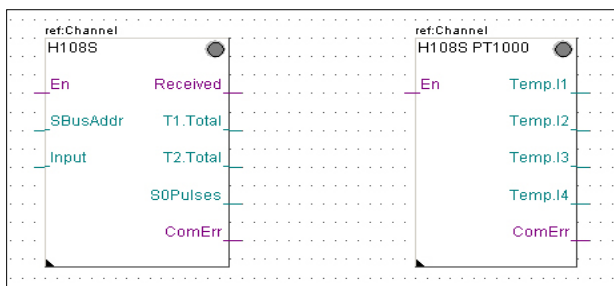 ref:Channel
H108S
En Received
SBusAddr T1.Total
Input T2.Total
S0Pulses
ComErr
ref:Channel
H108S PT1000
En Temp.I1
Temp.I2
Temp.I3
Temp.I4
ComErr